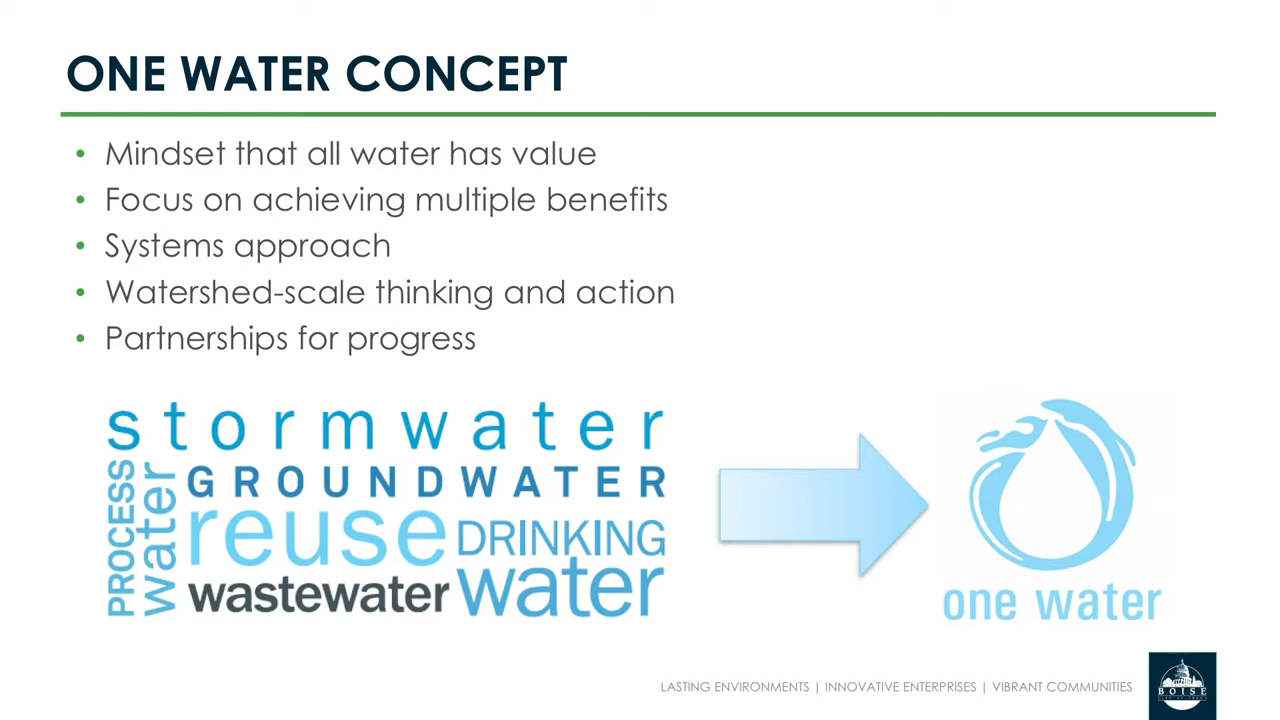 ONE WATER CONCEPT
• Mindset that all water has value
• Focus on achieving multiple benefits
• Systems approach
• Watershed-scale thinking and action
• Partnerships for progress
stormwater
PROCESS
water
GROUNDWATER
reuse
DRINKING
wastewater
water
one water
LASTING ENVIRONMENTS | INNOVATIVE ENTERPRISES | VIBRANT COMMUNITIES
BOISE